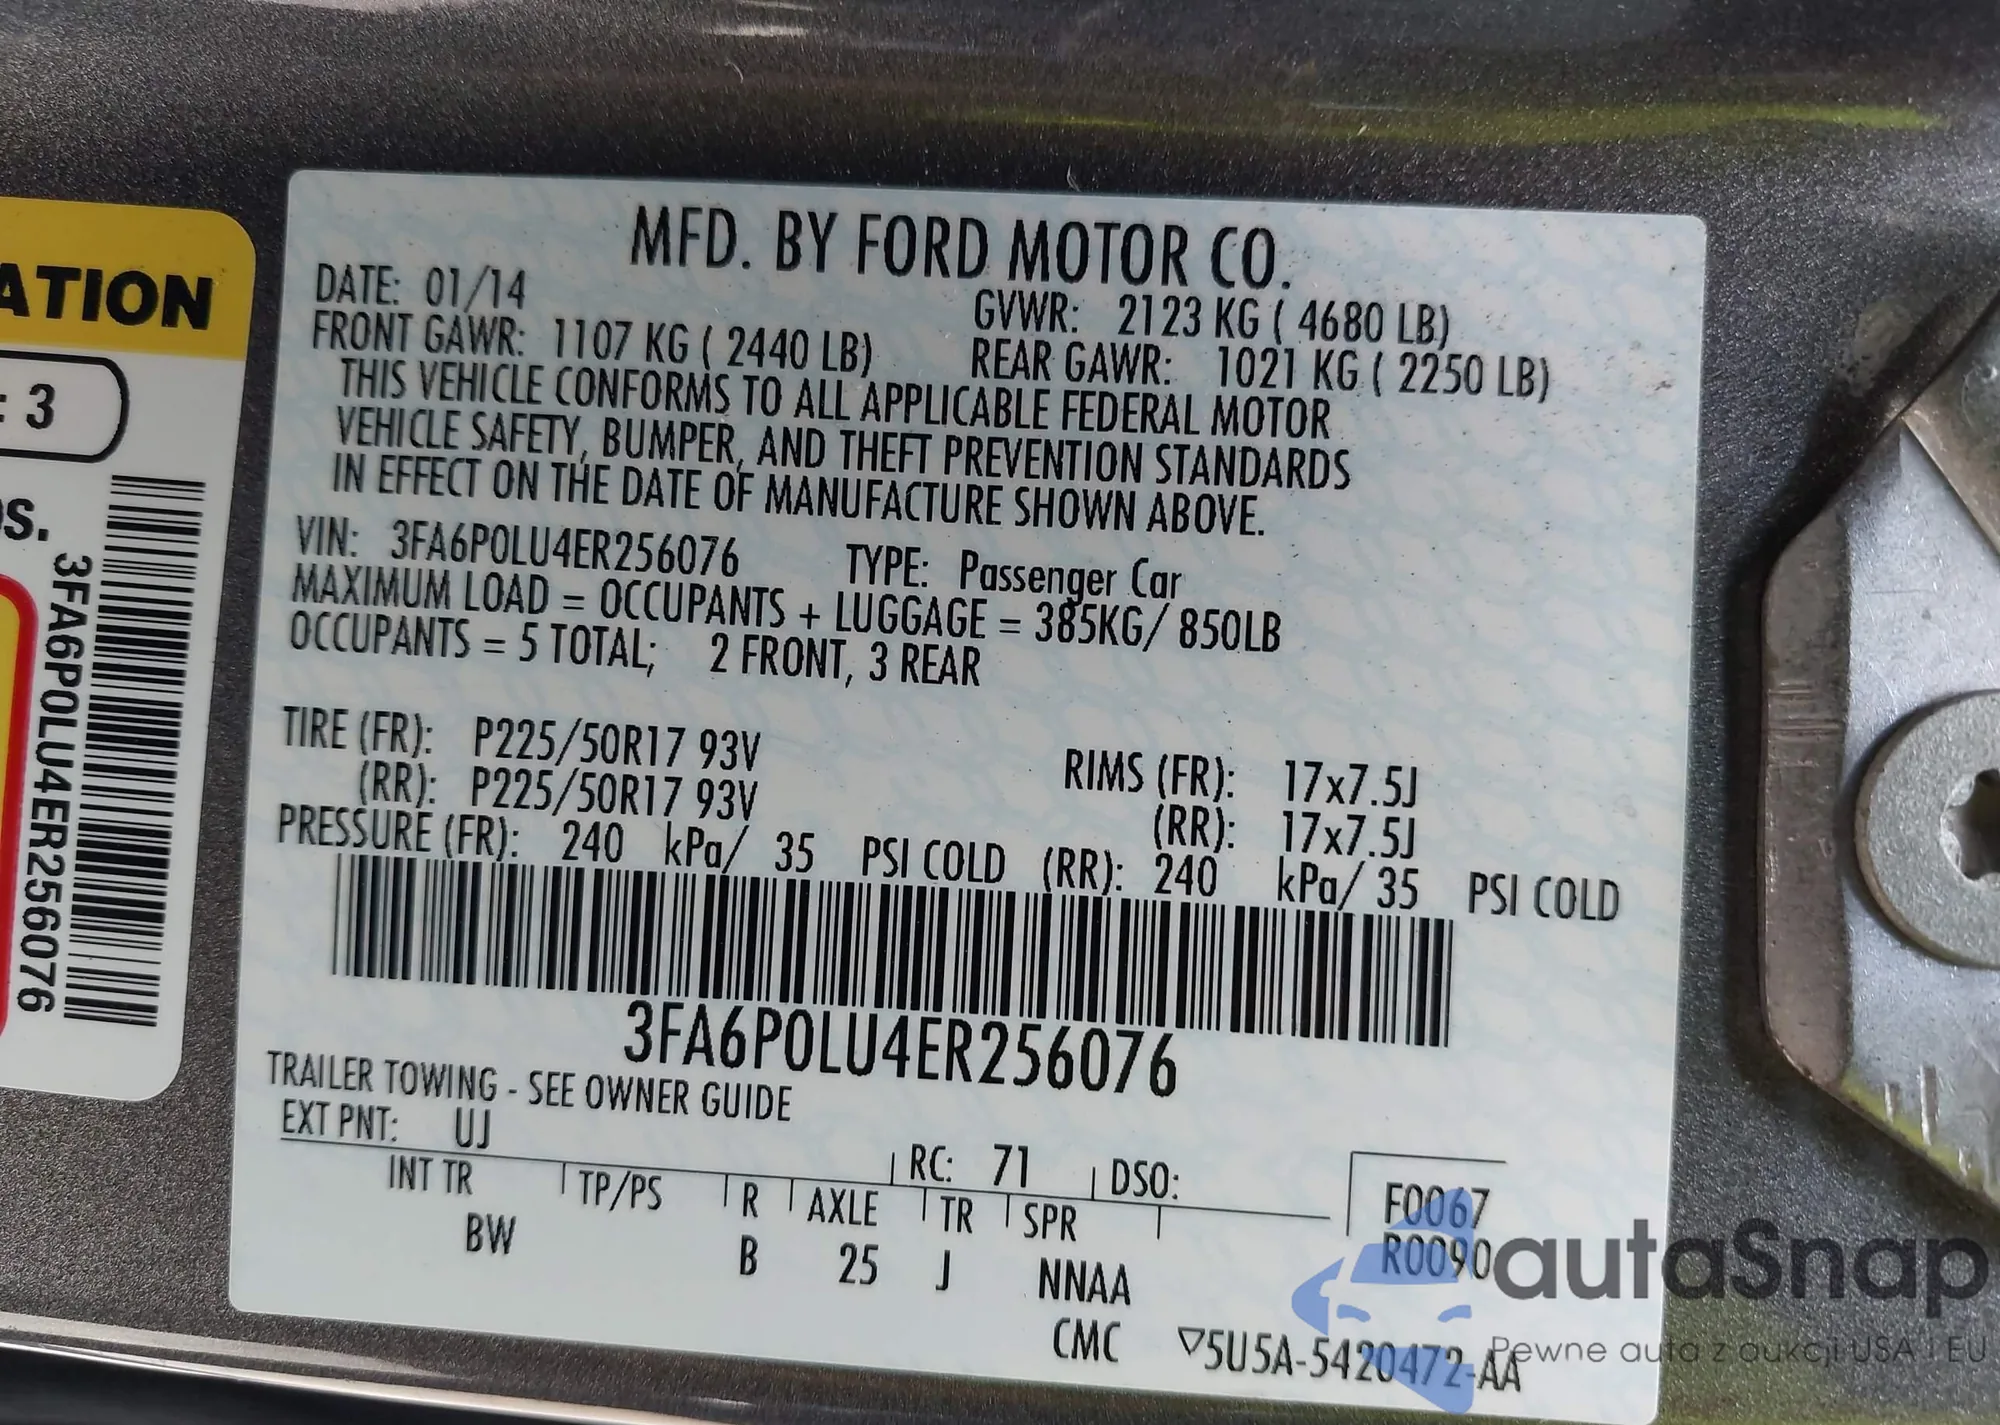 ATION
: 3
s.
3FA6P0LU4ER256076
MFD. BY FORD MOTOR CO.
DATE: 01/14
GVWR: 2123 KG ( 4680 LB)
FRONT GAWR: 1107 KG ( 2440 LB)
REAR GAWR: 1021 KG ( 2250 LB)
THIS VEHICLE CONFORMS TO ALL APPLICABLE FEDERAL MOTOR
VEHICLE SAFETY, BUMPER, AND THEFT PREVENTION STANDARDS
IN EFFECT ON THE DATE OF MANUFACTURE SHOWN ABOVE.
VIN: 3FA6P0LU4ER256076 TYPE: Passenger Car
MAXIMUM LOAD = OCCUPANTS + LUGGAGE = 385KG/ 850LB
OCCUPANTS = 5 TOTAL; 2 FRONT, 3 REAR
TIRE (FR): P225/50R17 93V RIMS (FR): 17x7.5J
(RR): P225/50R17 93V (RR): 17x7.5J
PRESSURE (FR): 240 kPa/ 35 PSI COLD (RR): 240 kPa/ 35 PSI COLD
3FA6P0LU4ER256076
TRAILER TOWING - SEE OWNER GUIDE
EXT PNT: UJ RC: 71 DSO:
INT TR TP/PS R AXLE TR SPR
BW B 25 J NNAA
CMC
F0067
R0090
▽5U5A-5420472-AA
autaSnap
Pewne auta z aukcji USA i EU